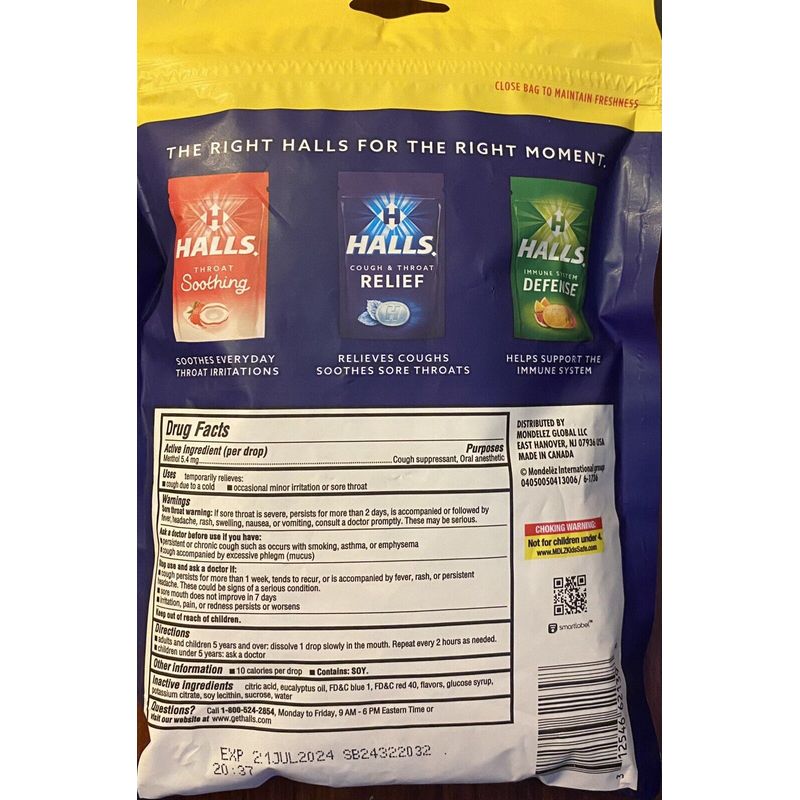 CLOSE BAG TO MAINTAIN FRESHNESS
THE RIGHT HALLS FOR THE RIGHT MOMENT.
H
HALLS
THROAT
Soothing
SOOTHES EVERYDAY
THROAT IRRITATIONS
H
HALLS
COUGH & THROAT
RELIEF
H
RELIEVES COUGHS
SOOTHES SORE THROATS
H
HALLS
IMMUNE SYSTEM
DEFENSE
HELPS SUPPORT THE
IMMUNE SYSTEM
Drug Facts
Active ingredient (per drop) Purposes
Menthol 5.4 mg Cough suppressant, Oral anesthetic
Uses temporarily relieves:
■ cough due to a cold ■ occasional minor irritation or sore throat
Warnings
Sore throat warning: If sore throat is severe, persists for more than 2 days, is accompanied or followed by
fever, headache, rash, swelling, nausea, or vomiting, consult a doctor promptly. These may be serious.
Ask a doctor before use if you have:
■ persistent or chronic cough such as occurs with smoking, asthma, or emphysema
■ cough accompanied by excessive phlegm (mucus)
Stop use and ask a doctor if:
■ cough persists for more than 1 week, tends to recur, or is accompanied by fever, rash, or persistent
headache. These could be signs of a serious condition.
■ sore mouth does not improve in 7 days
■ irritation, pain, or redness persists or worsens
Keep out of reach of children.
Directions
■ adults and children 5 years and over: dissolve 1 drop slowly in the mouth. Repeat every 2 hours as needed.
■ children under 5 years: ask a doctor
Other information ■ 10 calories per drop ■ Contains: SOY.
Inactive ingredients citric acid, eucalyptus oil, FD&C blue 1, FD&C red 40, flavors, glucose syrup,
potassium citrate, soy lecithin, sucrose, water
Questions? Call 1-800-524-2854, Monday to Friday, 9 AM - 6 PM Eastern Time or
visit our website at www.gethalls.com
DISTRIBUTED BY
MONDELEZ GLOBAL LLC
EAST HANOVER, NJ 07936 USA
MADE IN CANADA
© Mondelēz International group
04050050413006/
CHOKING WARNING:
Not for children under 4.
www.MDLZKidsSafe.com
smartlabel™
EXP 21JUL2024 SB24322032
20:37